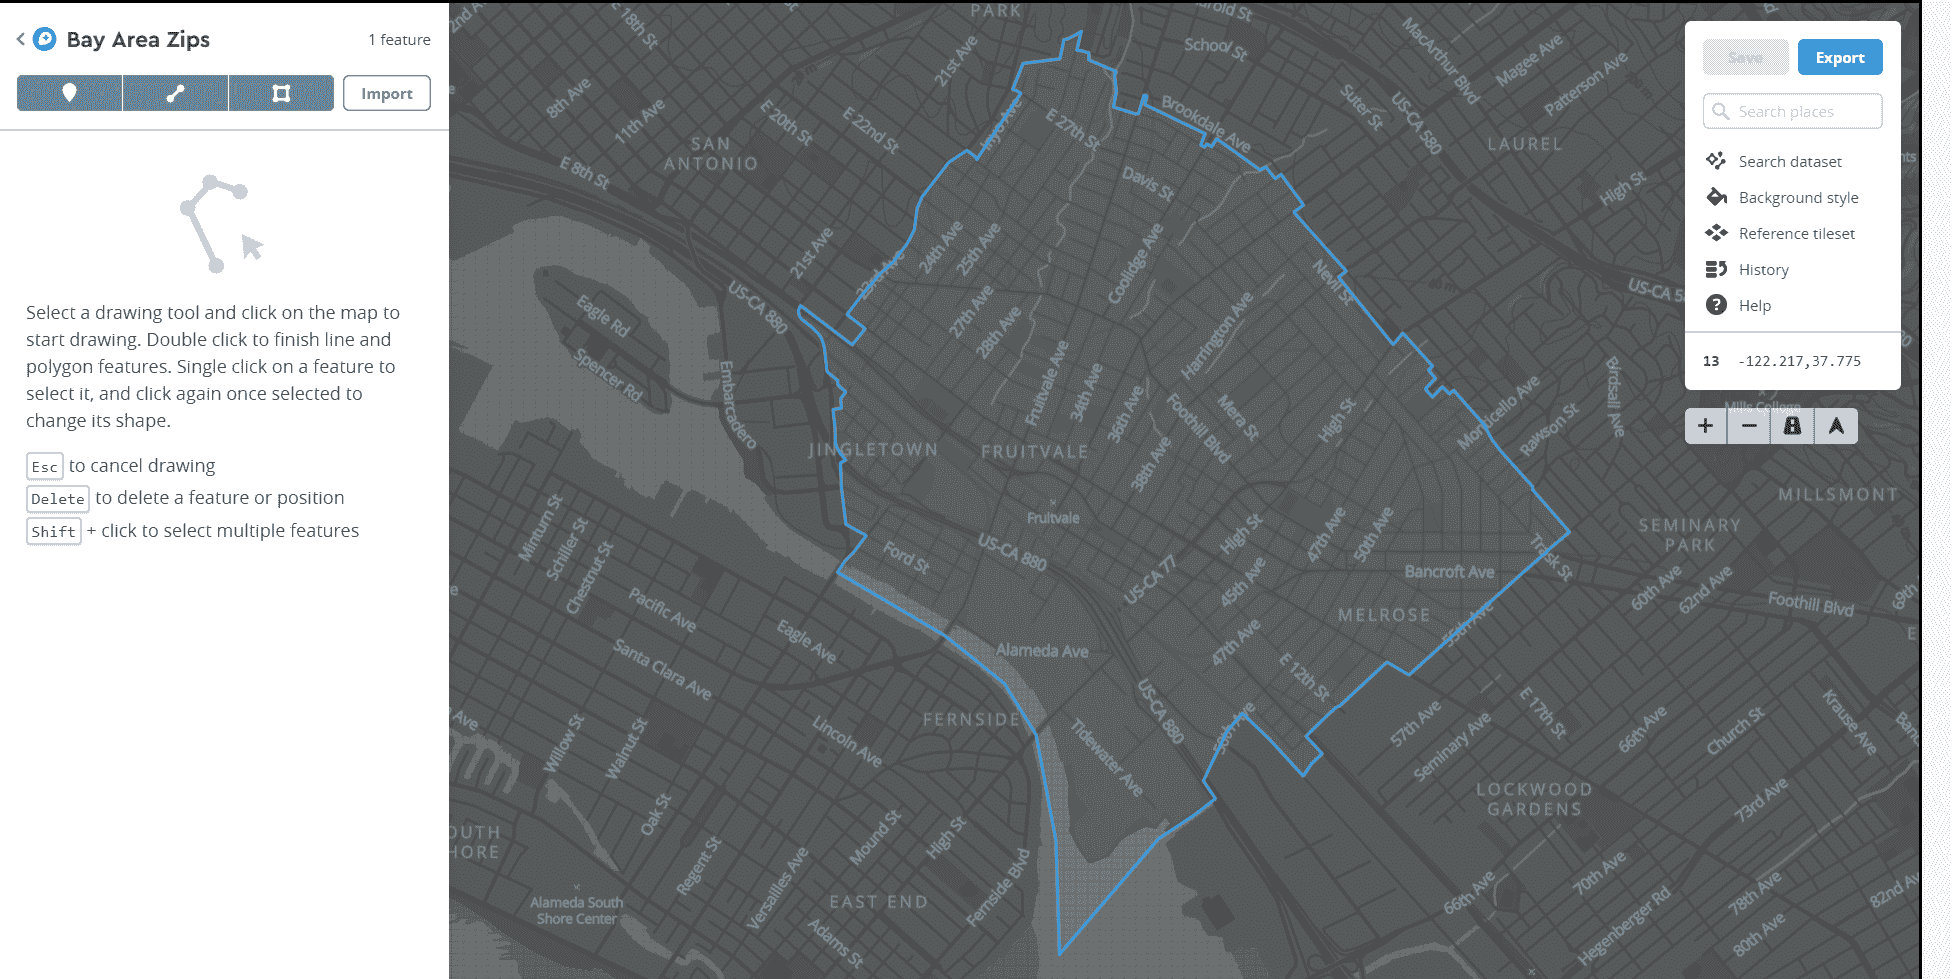 Bay Area Zips
1 feature
Import
Select a drawing tool and click on the map to
start drawing. Double click to finish line and
polygon features. Single click on a feature to
select it, and click again once selected to
change its shape.
Esc to cancel drawing
Delete to delete a feature or position
Shift + click to select multiple features
Save
Export
Search places
Search dataset
Background style
Reference tileset
History
? Help
13 -122.217,37.775
+
−
PARK
E 18th St
21st Ave
School St
MacArthur Blvd
Magee Ave
Patterson Ave
8th Ave
11th Ave
E 20th St
E 22nd St
E 27th St
Brookdale Ave
Suter St
US-CA 580
SAN
ANTONIO
LAUREL
E 8th St
Davis St
High St
21st Ave
23rd Ave
24th Ave
25th Ave
Coolidge Ave
Nevil St
US-CA 880
Eagle Rd
27th Ave
28th Ave
Harrington Ave
US-CA 5
Spencer Rd
Embarcadero
Fruitvale Ave
34th Ave
36th Ave
Foothill Blvd
Mera St
High St
Monticello Ave
Rawson St
Birdsall Ave
Mills College
JINGLETOWN
FRUITVALE
38th Ave
MILLSMONT
Minturn St
Schiller St
Chestnut St
Fruitvale
Ford St
US-CA 880
US-CA 77
High St
47th Ave
50th Ave
SEMINARY
PARK
Trask St
Bancroft Ave
45th Ave
60th Ave
62nd Ave
Foothill Blvd
69th
Pacific Ave
Eagle Ave
MELROSE
Alameda Ave
47th Ave
E 12th St
Santa Clara Ave
FERNSIDE
US-CA 880
57th Ave
Seminary Ave
E 17th St
66th Ave
Church St
Krause Ave
Willow St
Walnut St
Lincoln Ave
Tidewater Ave
LOCKWOOD
GARDENS
73rd Ave
Oak St
OUTH
HORE
Regent St
Versailles Ave
Mound St
High St
Fernside Blvd
EAST END
Adams St
Alameda South
Shore Center
66th Ave
70th Ave
Hegenberger Rd
78th Ave
80th Ave
82nd Av